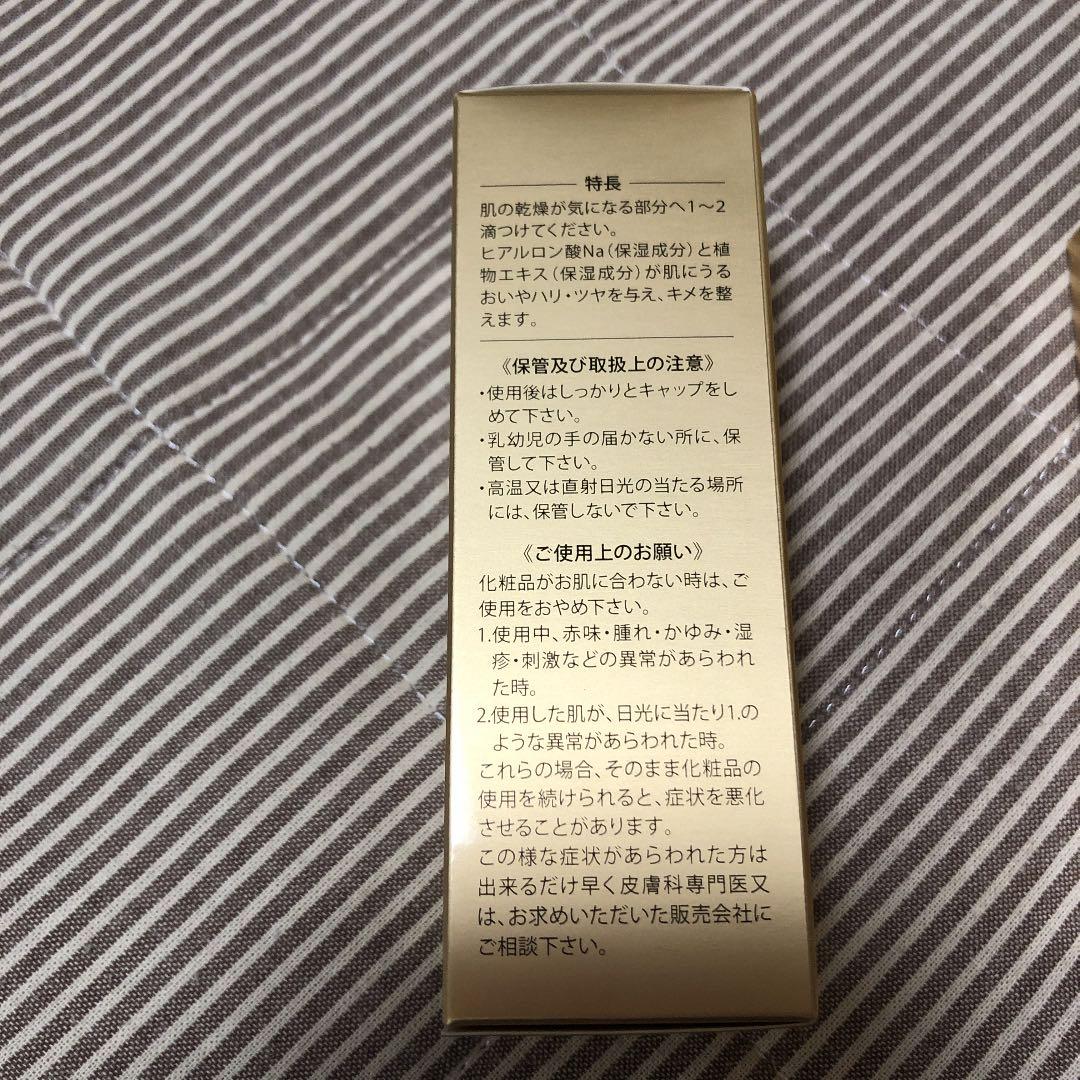 特長
肌の乾燥が気になる部分へ1〜2
滴つけてください。
ヒアルロン酸Na（保湿成分）と植
物エキス（保湿成分）が肌にうる
おいやハリ・ツヤを与え、キメを整
えます。
《保管及び取扱上の注意》
・使用後はしっかりとキャップをし
めて下さい。
・乳幼児の手の届かない所に、保
管して下さい。
・高温又は直射日光の当たる場所
には、保管しないで下さい。
《ご使用上のお願い》
化粧品がお肌に合わない時は、ご
使用をおやめ下さい。
1.使用中、赤味・腫れ・かゆみ・湿
疹・刺激などの異常があらわれ
た時。
2.使用した肌が、日光に当たり1.の
ような異常があらわれた時。
これらの場合、そのまま化粧品の
使用を続けられると、症状を悪化
させることがあります。
この様な症状があらわれた方は
出来るだけ早く皮膚科専門医又
は、お求めいただいた販売会社に
ご相談下さい。